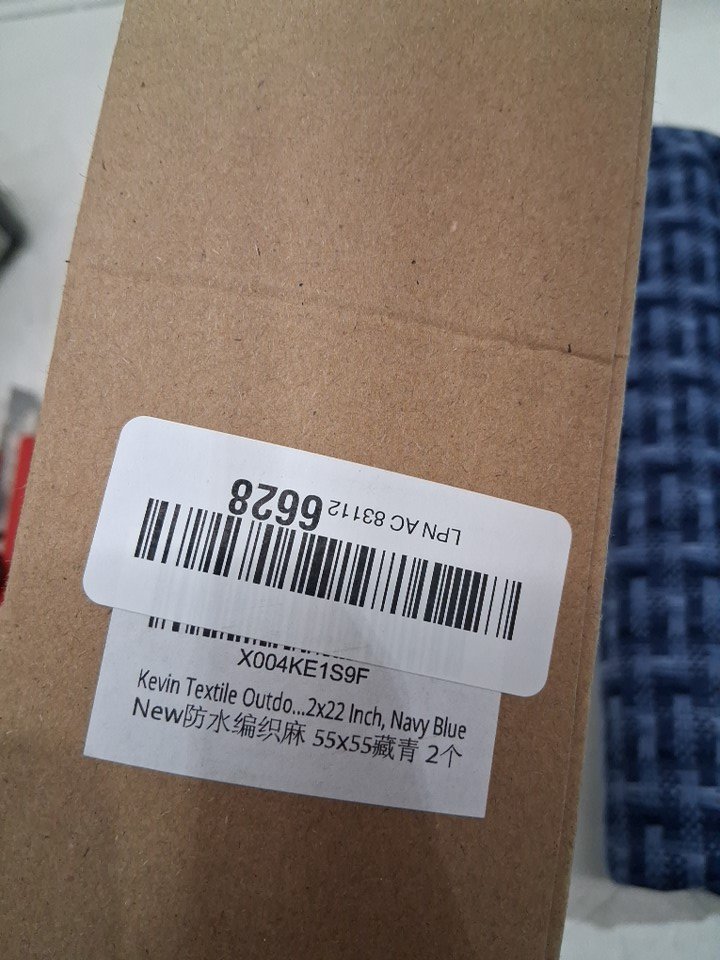 LPN AC 83112 6628
X004KE1S9F
Kevin Textile Outdo...2x22 Inch, Navy Blue
New防水编织麻 55x55藏青 2个